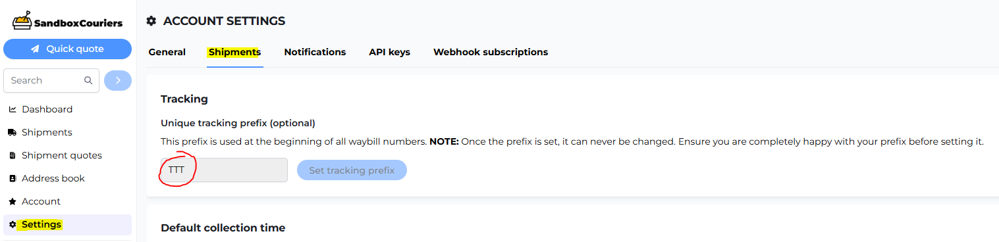 SandboxCouriers
Quick quote
Search
Dashboard
Shipments
Shipment quotes
Address book
Account
Settings
ACCOUNT SETTINGS
General Shipments Notifications API keys Webhook subscriptions
Tracking
Unique tracking prefix (optional)
This prefix is used at the beginning of all waybill numbers. NOTE: Once the prefix is set, it can never be changed. Ensure you are completely happy with your prefix before setting it.
TTT Set tracking prefix
Default collection time